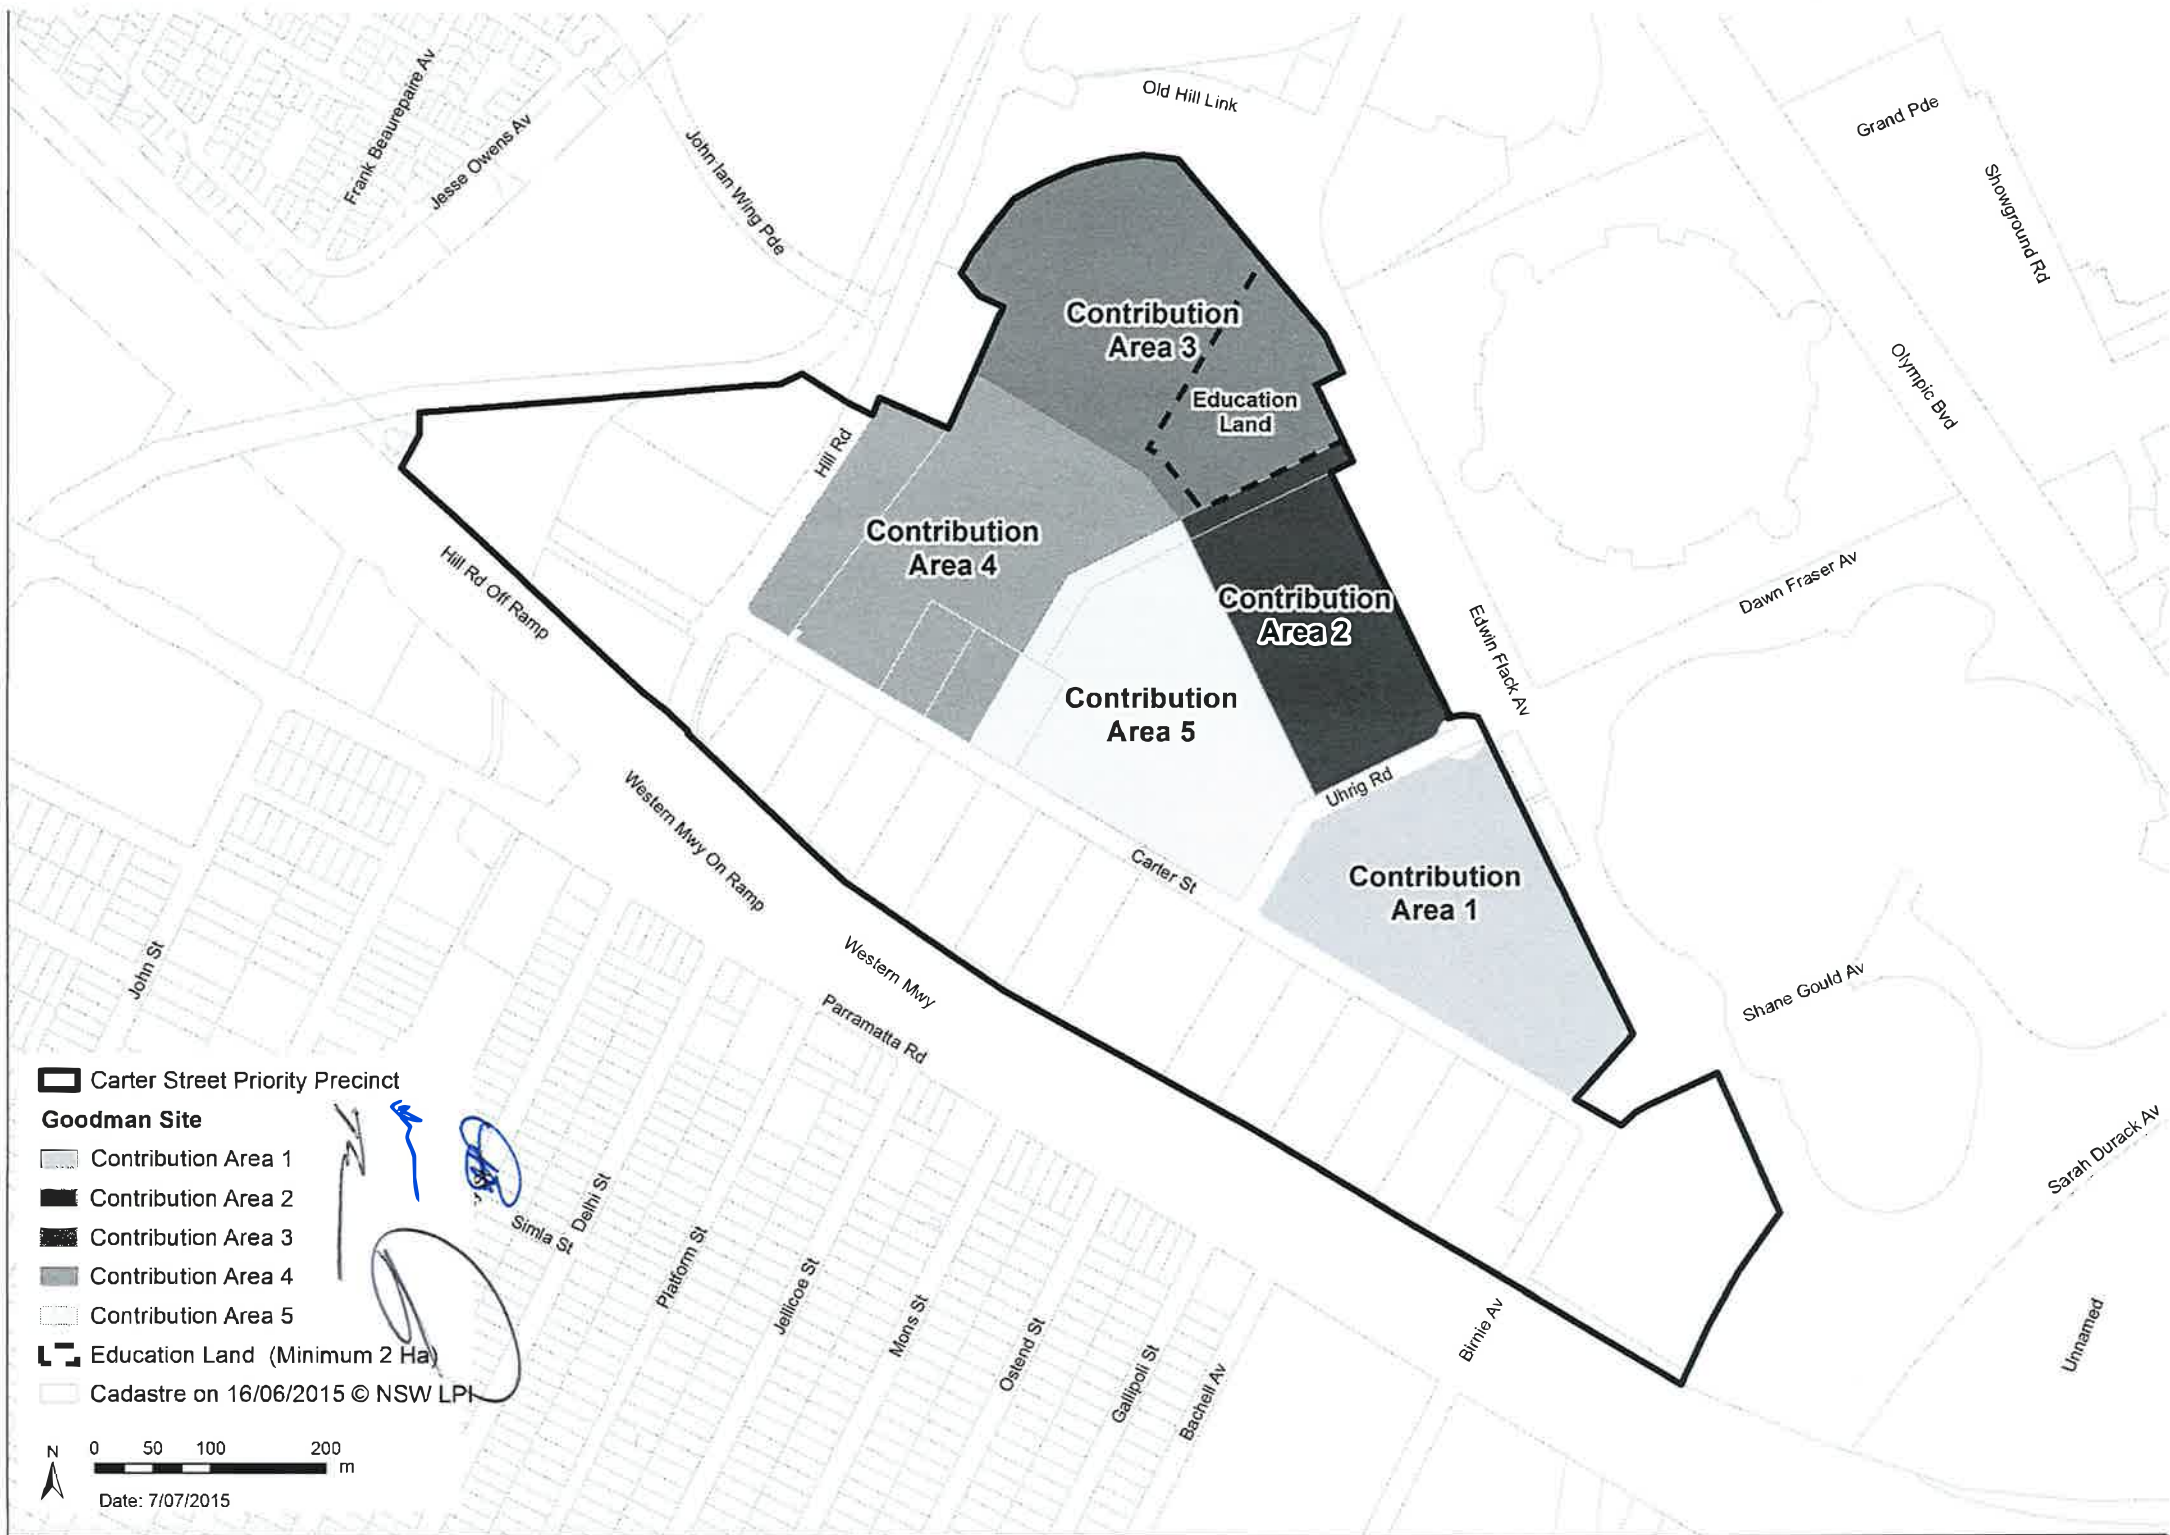 Frank Beaurepaire Av
Jesse Owens Av
John Ian Wing Pde
Old Hill Link
Grand Pde
Showground Rd
Olympic Bvd
Contribution
Area 3
Education
Land
Hill Rd
Contribution
Area 4
Hill Rd Off Ramp
Contribution
Area 2
Dawn Fraser Av
Edwin Flack Av
Contribution
Area 5
Uhrig Rd
Western Mwy On Ramp
Carter St
Contribution
Area 1
John St
Western Mwy
Parramatta Rd
Shane Gould Av
Sarah Durack Av
Simla St
Delhi St
Platform St
Jellicoe St
Mons St
Ostend St
Gallipoli St
Bachell Av
Birnie Av
Unnamed
Carter Street Priority Precinct
Goodman Site
Contribution Area 1
Contribution Area 2
Contribution Area 3
Contribution Area 4
Contribution Area 5
Education Land (Minimum 2 Ha)
Cadastre on 16/06/2015 © NSW LPI
N
0 50 100 200
m
Date: 7/07/2015